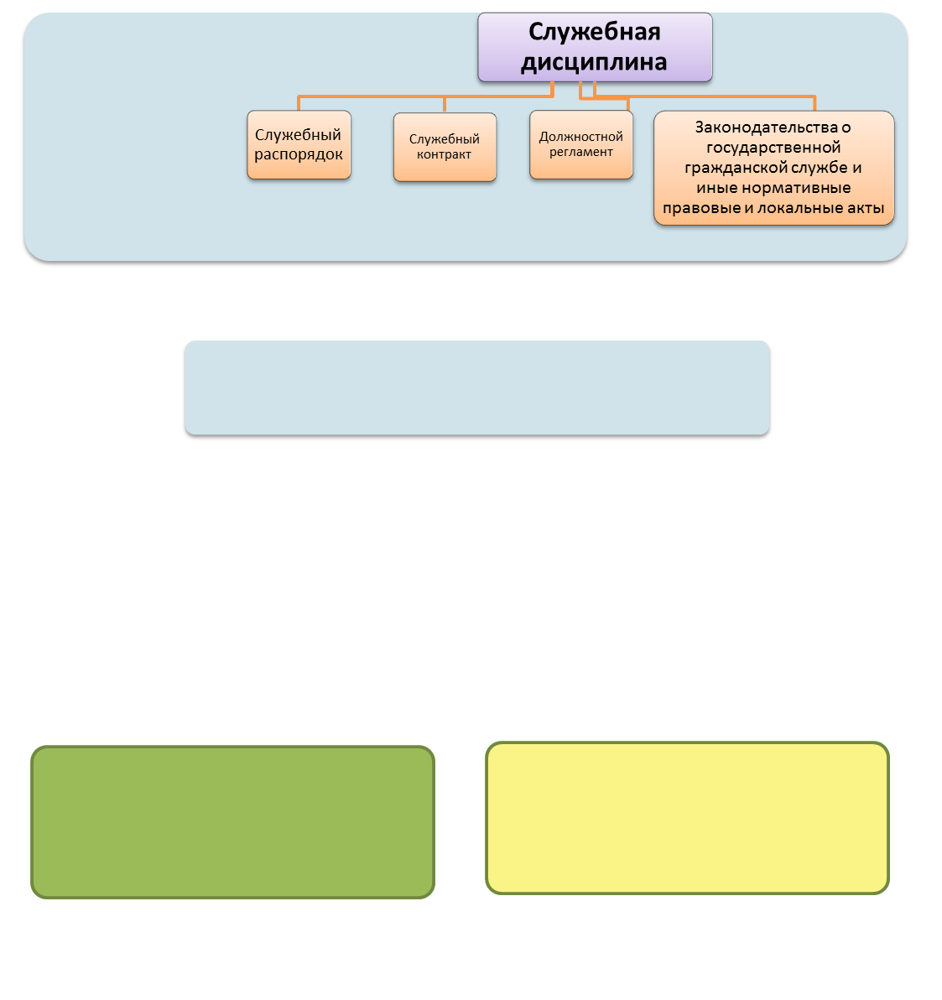 Служебная
дисциплина
Служебный
распорядок
Служебный
контракт
Должностной
регламент
Законодательства о
государственной
гражданской службе и
иные нормативные
правовые и локальные акты